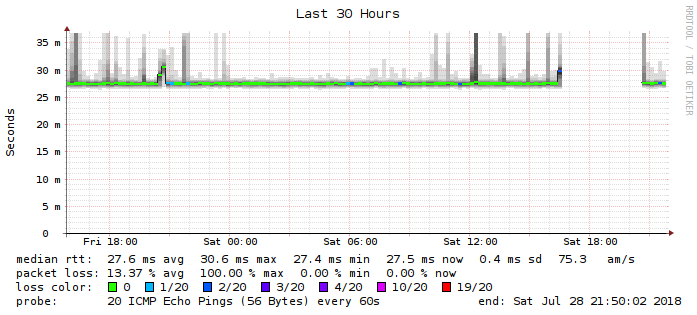 Last 30 Hours
RRDTOOL / TOBI OETIKER
Seconds
35 m
30 m
25 m
20 m
15 m
10 m
5 m
0
Fri 18:00 Sat 00:00 Sat 06:00 Sat 12:00 Sat 18:00
median rtt: 27.6 ms avg 30.6 ms max 27.4 ms min 27.5 ms now 0.4 ms sd 75.3 am/s
packet loss: 13.37 % avg 100.00 % max 0.00 % min 0.00 % now
loss color: 0 1/20 2/20 3/20 4/20 10/20 19/20
probe: 20 ICMP Echo Pings (56 Bytes) every 60s end: Sat Jul 28 21:50:02 2018